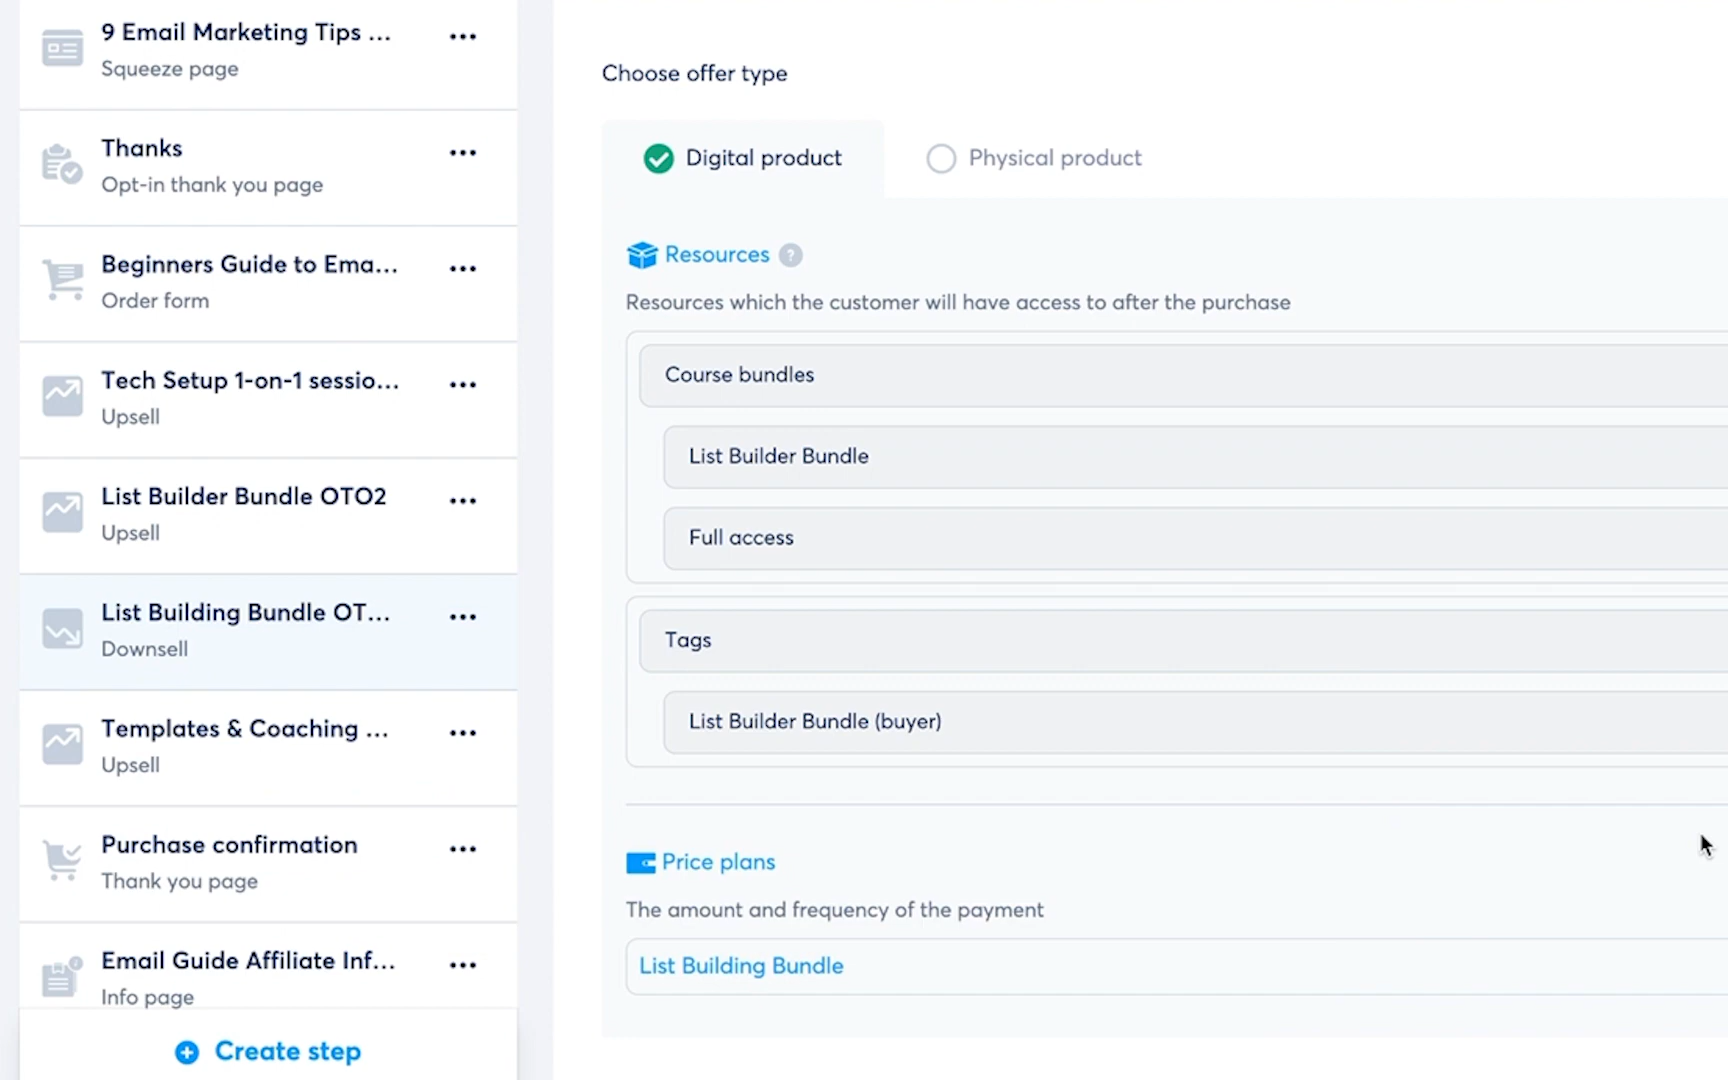 9 Email Marketing Tips ...
Squeeze page
Thanks
Opt-in thank you page
Beginners Guide to Ema...
Order form
Tech Setup 1-on-1 sessio...
Upsell
List Builder Bundle OTO2
Upsell
List Building Bundle OT...
Downsell
Templates & Coaching ...
Upsell
Purchase confirmation
Thank you page
Email Guide Affiliate Inf...
Info page
Create step
Choose offer type
Digital product
Physical product
Resources ?
Resources which the customer will have access to after the purchase
Course bundles
List Builder Bundle
Full access
Tags
List Builder Bundle (buyer)
Price plans
The amount and frequency of the payment
List Building Bundle